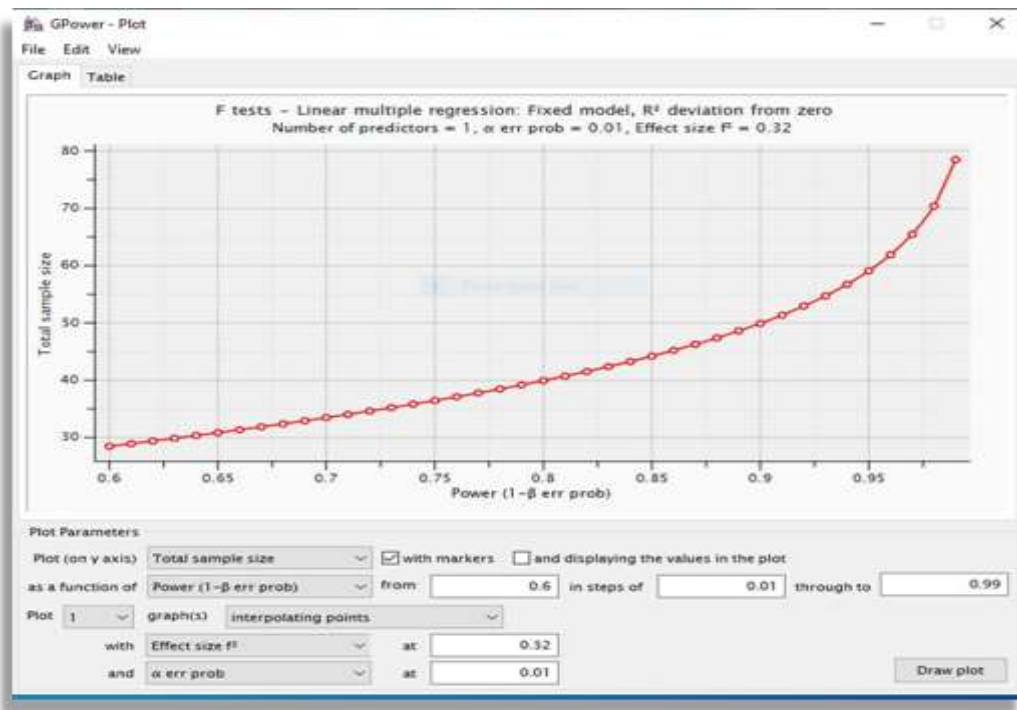 GPower - Plot
File Edit View
Graph Table
F tests - Linear multiple regression: Fixed model, R² deviation from zero
Number of predictors = 1, α err prob = 0.01, Effect size f² = 0.32
80
70
60
50
40
30
Total sample size
0.6 0.65 0.7 0.75 0.8 0.85 0.9 0.95
Power (1-β err prob)
Plot Parameters
Plot (on y axis) Total sample size with markers and displaying the values in the plot
as a function of Power (1-β err prob) from 0.6 in steps of 0.01 through to 0.99
Plot 1 graph(s) interpolating points
with Effect size f² at 0.32
and α err prob at 0.01 Draw plot